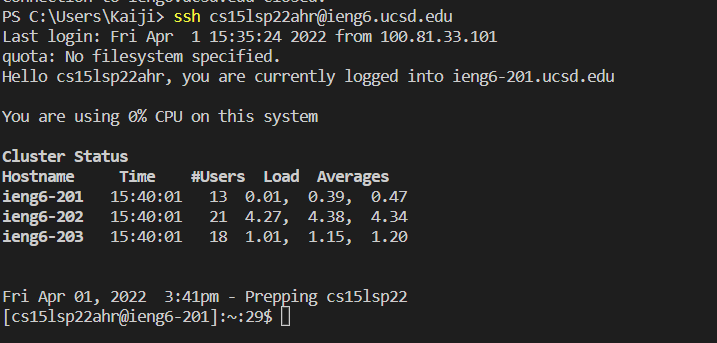 PS C:\Users\Kaiji> ssh cs15lsp22ahr@ieng6.ucsd.edu
Last login: Fri Apr  1 15:35:24 2022 from 100.81.33.101
quota: No filesystem specified.
Hello cs15lsp22ahr, you are currently logged into ieng6-201.ucsd.edu

You are using 0% CPU on this system

Cluster Status
Hostname     Time    #Users  Load  Averages
ieng6-201   15:40:01   13  0.01,  0.39,  0.47
ieng6-202   15:40:01   21  4.27,  4.38,  4.34
ieng6-203   15:40:01   18  1.01,  1.15,  1.20

Fri Apr 01, 2022  3:41pm - Prepping cs15lsp22
[cs15lsp22ahr@ieng6-201]:~:29$